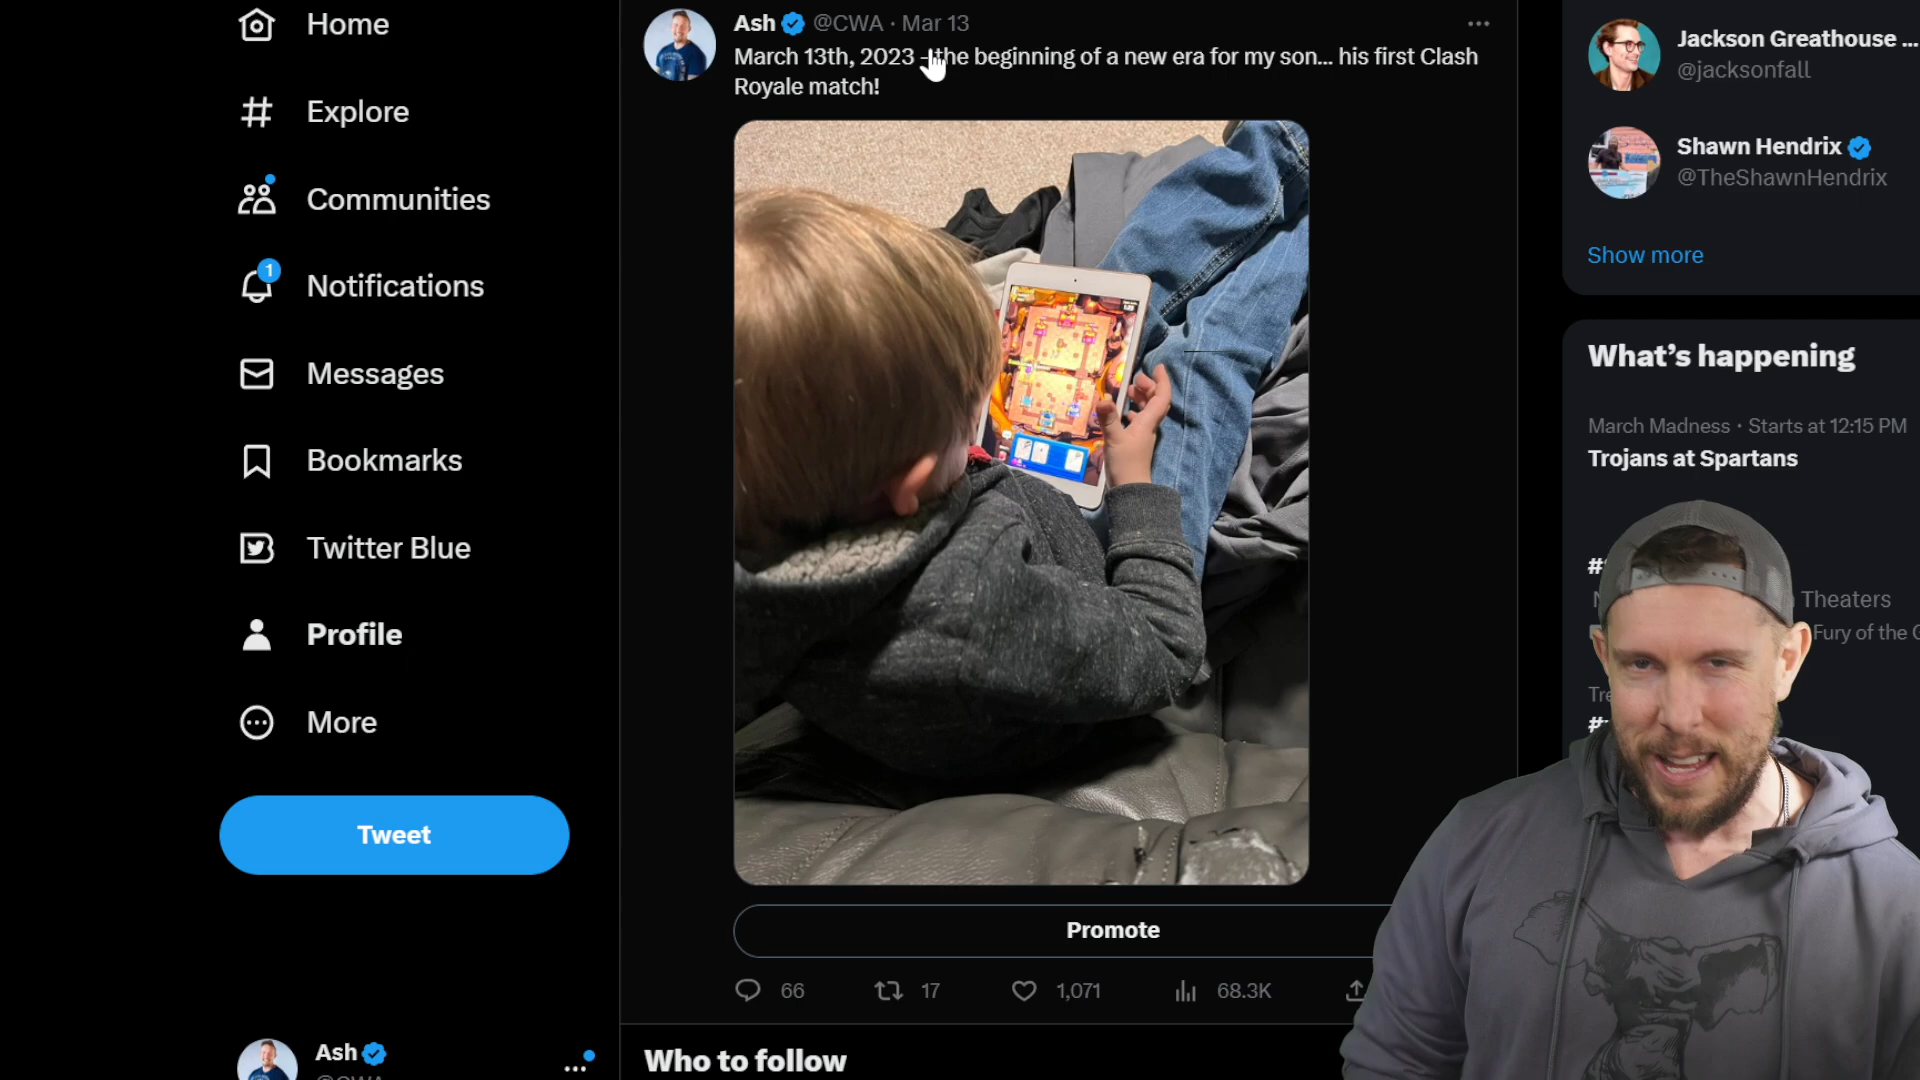 Home
Explore
Communities
1
Notifications
Messages
Bookmarks
Twitter Blue
Profile
More
Tweet
Ash
Ash @CWA · Mar 13
March 13th, 2023 - the beginning of a new era for my son... his first Clash
Royale match!
Promote
66 17 1,071 68.3K
Who to follow
Jackson Greathouse ...
@jacksonfall
Shawn Hendrix
@TheShawnHendrix
Show more
What's happening
March Madness · Starts at 12:15 PM
Trojans at Spartans
Theaters
Fury of the